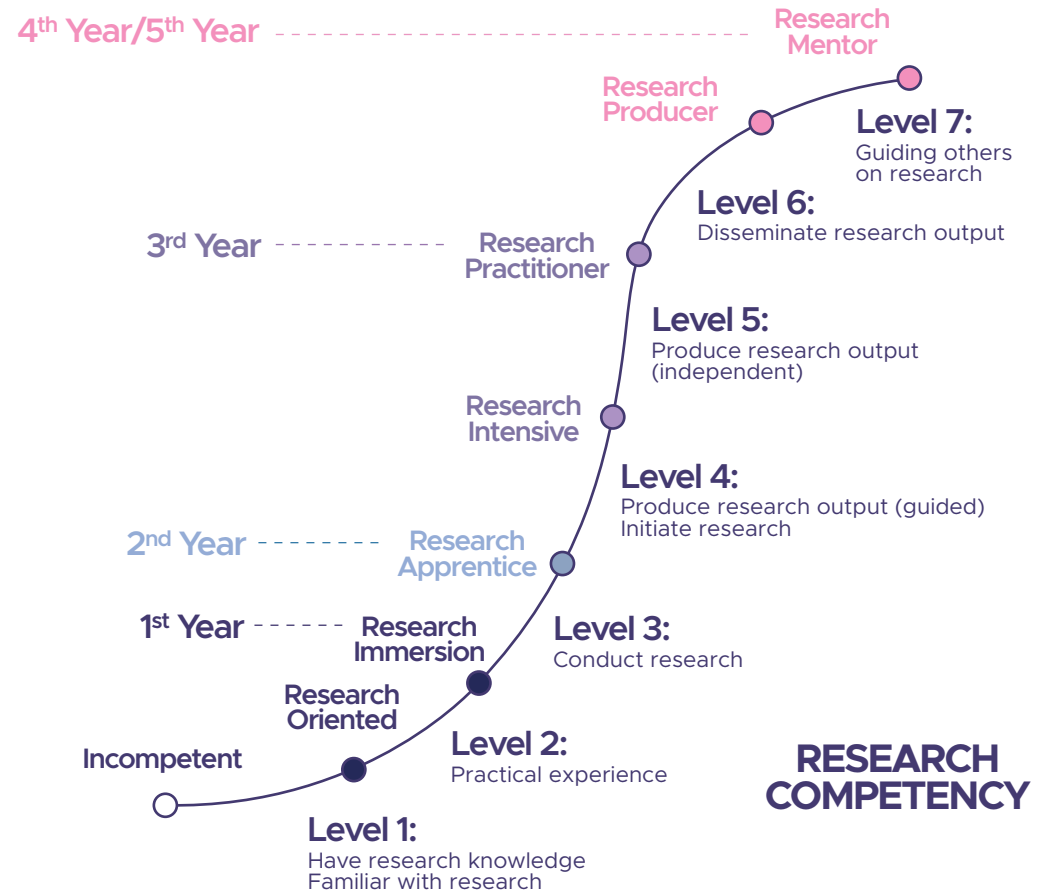 4th Year/5th Year
Research
Mentor
Research
Producer
Level 7:
Guiding others
on research
Level 6:
Disseminate research output
3rd Year
Research
Practitioner
Level 5:
Produce research output
(independent)
Research
Intensive
Level 4:
Produce research output (guided)
Initiate research
2nd Year
Research
Apprentice
1st Year
Research
Immersion
Level 3:
Conduct research
Research
Oriented
Level 2:
Practical experience
Incompetent
RESEARCH
COMPETENCY
Level 1:
Have research knowledge
Familiar with research